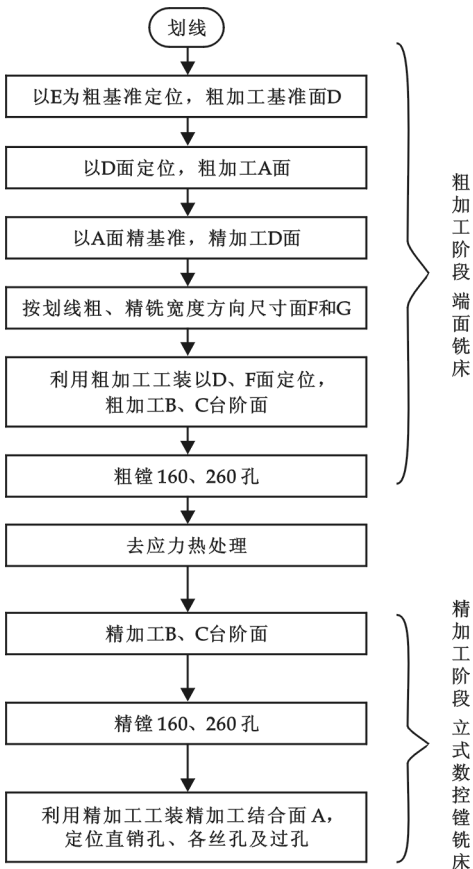 划线
以E为粗基准定位，粗加工基准面D
以D面定位，粗加工A面
以A面精基准，精加工D面
按划线粗、精铣宽度方向尺寸面F和G
利用粗加工工装以D、F面定位，
粗加工B、C台阶面
粗镗160、260孔
去应力热处理
精加工B、C台阶面
精镗160、260孔
利用精加工工装精加工结合面A，
定位直销孔、各丝孔及过孔
粗加工阶段 端面铣床
精加工阶段 立式数控镗铣床